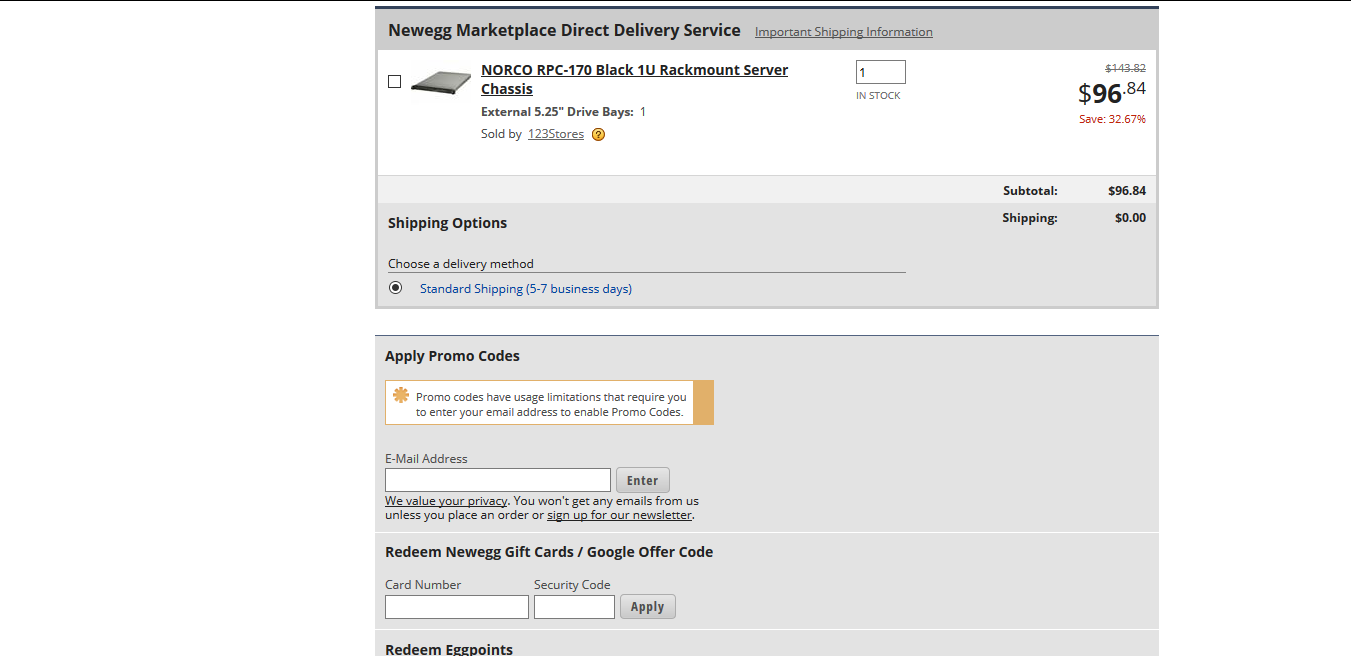 Newegg Marketplace Direct Delivery Service Important Shipping Information
NORCO RPC-170 Black 1U Rackmount Server
Chassis
External 5.25" Drive Bays: 1
Sold by 123Stores ?
1
IN STOCK
$143.82
$96.84
Save: 32.67%
Subtotal: $96.84
Shipping: $0.00
Shipping Options
Choose a delivery method
Standard Shipping (5-7 business days)
Apply Promo Codes
Promo codes have usage limitations that require you
to enter your email address to enable Promo Codes.
E-Mail Address
Enter
We value your privacy. You won't get any emails from us
unless you place an order or sign up for our newsletter.
Redeem Newegg Gift Cards / Google Offer Code
Card Number Security Code
Apply
Redeem Eggpoints